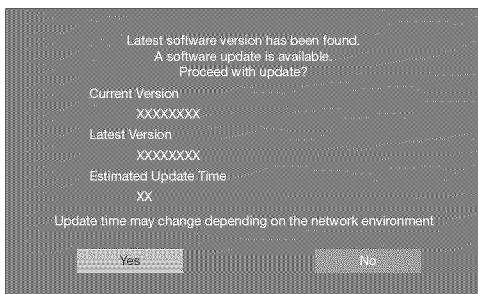 Latest software version has been found.
A software update is available.
Proceed with update?
Current Version
XXXXXXXX
Latest Version
XXXXXXXX
Estimated Update Time
XX
Update time may change depending on the network environment
Yes
No